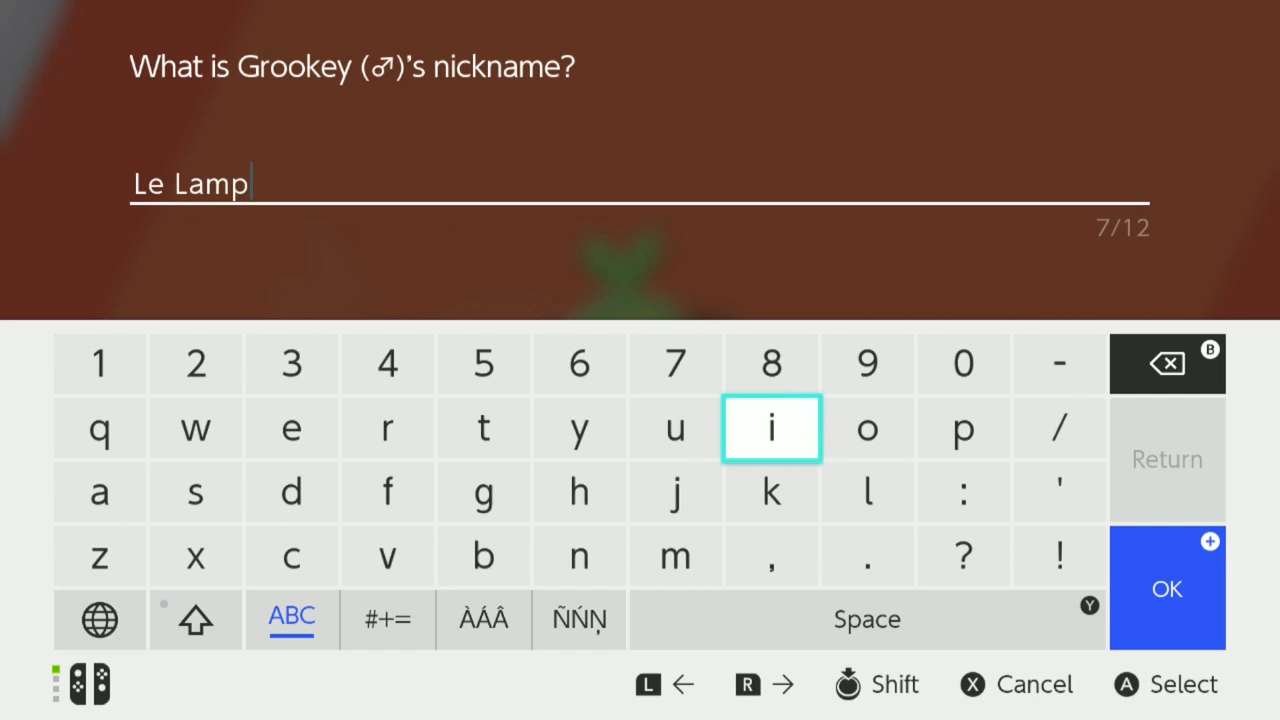 What is Grookey (♂)'s nickname?
Le Lamp
7/12
1 2 3 4 5 6 7 8 9 0 - B
q w e r t y u i o p /
Return
a s d f g h j k l : '
z x c v b n m , . ? !
+
OK
ABC #+= ÀÁÂ ÑŃŅ Space Y
L ← R → Shift X Cancel A Select